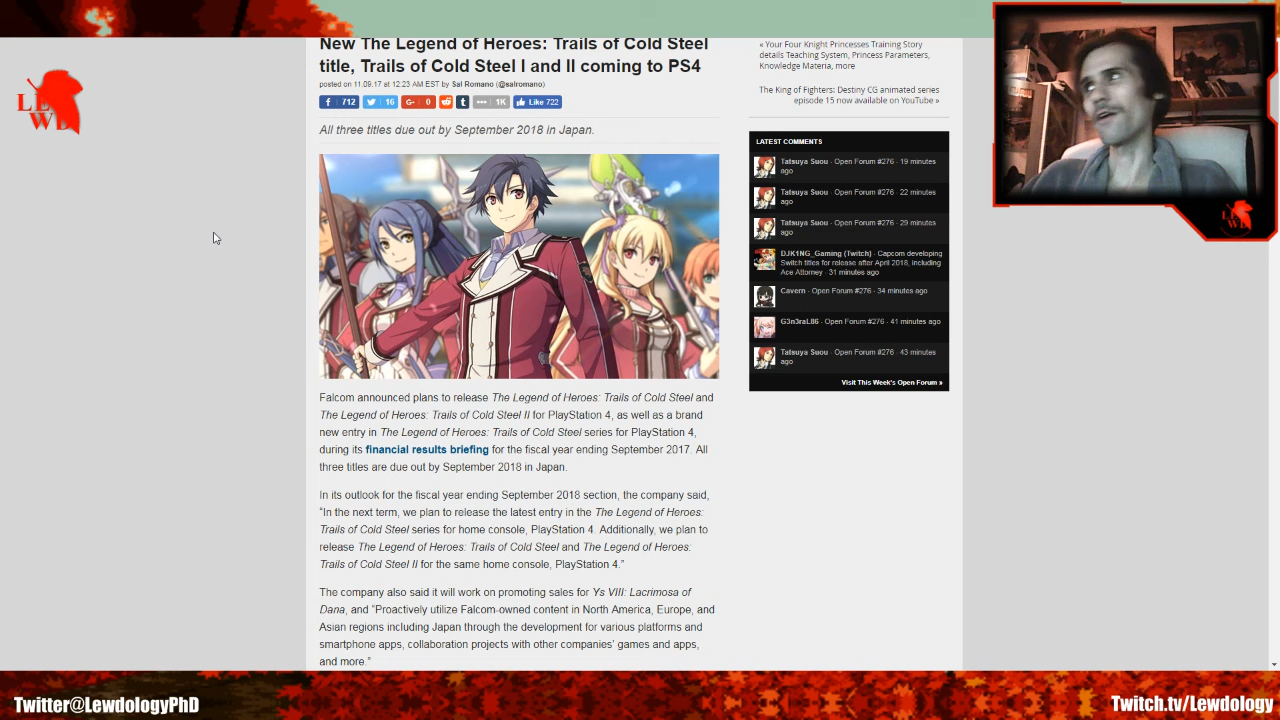 New The Legend of Heroes: Trails of Cold Steel
title, Trails of Cold Steel I and II coming to PS4
posted on 11.09.17 at 12:23 AM EST by Sal Romano (@salromano)
712
16
G+ 0
1K
Like 722
All three titles due out by September 2018 in Japan.
Falcom announced plans to release The Legend of Heroes: Trails of Cold Steel and
The Legend of Heroes: Trails of Cold Steel II for PlayStation 4, as well as a brand
new entry in The Legend of Heroes: Trails of Cold Steel series for PlayStation 4,
during its financial results briefing for the fiscal year ending September 2017. All
three titles are due out by September 2018 in Japan.
In its outlook for the fiscal year ending September 2018 section, the company said,
“In the next term, we plan to release the latest entry in the The Legend of Heroes:
Trails of Cold Steel series for home console, PlayStation 4. Additionally, we plan to
release The Legend of Heroes: Trails of Cold Steel and The Legend of Heroes:
Trails of Cold Steel II for the same home console, PlayStation 4.”
The company also said it will work on promoting sales for Ys VIII: Lacrimosa of
Dana, and “Proactively utilize Falcom-owned content in North America, Europe, and
Asian regions including Japan through the development for various platforms and
smartphone apps, collaboration projects with other companies’ games and apps,
and more.”
« Your Four Knight Princesses Training Story
details Teaching System, Princess Parameters,
Knowledge Materia, more
The King of Fighters: Destiny CG animated series
episode 15 now available on YouTube »
LATEST COMMENTS
Tatsuya Suou · Open Forum #276 · 19 minutes
ago
Tatsuya Suou · Open Forum #276 · 22 minutes
ago
Tatsuya Suou · Open Forum #276 · 29 minutes
ago
DJK1NG_Gaming (Twitch) · Capcom developing
Switch titles for release after April 2018, including
Ace Attorney · 31 minutes ago
Cavern · Open Forum #276 · 34 minutes ago
G3n3raL86 · Open Forum #276 · 41 minutes ago
Tatsuya Suou · Open Forum #276 · 43 minutes
ago
Visit This Week's Open Forum »
LEWD
LEWD
Twitter@LewdologyPhD
Twitch.tv/Lewdology